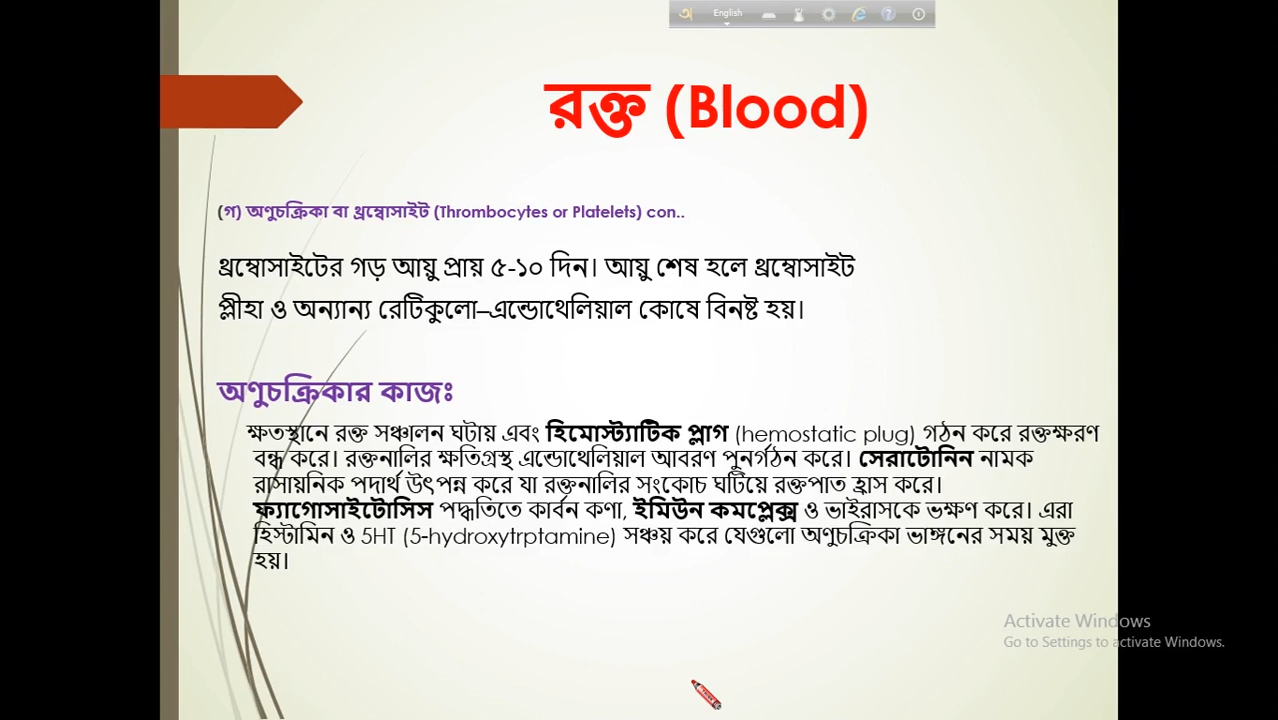 অ English
রক্ত (Blood)
(গ) অণুচক্রিকা বা থ্রম্বোসাইট (Thrombocytes or Platelets) con..
থ্রম্বোসাইটের গড় আয়ু প্রায় ৫-১০ দিন। আয়ু শেষ হলে থ্রম্বোসাইট
প্লীহা ও অন্যান্য রেটিকুলো–এন্ডোথেলিয়াল কোষে বিনষ্ট হয়।
অণুচক্রিকার কাজঃ
ক্ষতস্থানে রক্ত সঞ্চালন ঘটায় এবং হিমোস্ট্যাটিক প্লাগ (hemostatic plug) গঠন করে রক্তক্ষরণ
বন্ধ করে। রক্তনালির ক্ষতিগ্রস্থ এন্ডোথেলিয়াল আবরণ পুনর্গঠন করে। সেরাটোনিন নামক
রাসায়নিক পদার্থ উৎপন্ন করে যা রক্তনালির সংকোচ ঘটিয়ে রক্তপাত হ্রাস করে।
ফ্যাগোসাইটোসিস পদ্ধতিতে কার্বন কণা, ইমিউন কমপ্লেক্স ও ভাইরাসকে ভক্ষণ করে। এরা
হিস্টামিন ও 5HT (5-hydroxytrptamine) সঞ্চয় করে যেগুলো অণুচক্রিকা ভাঙ্গনের সময় মুক্ত
হয়।
Activate Windows
Go to Settings to activate Windows.